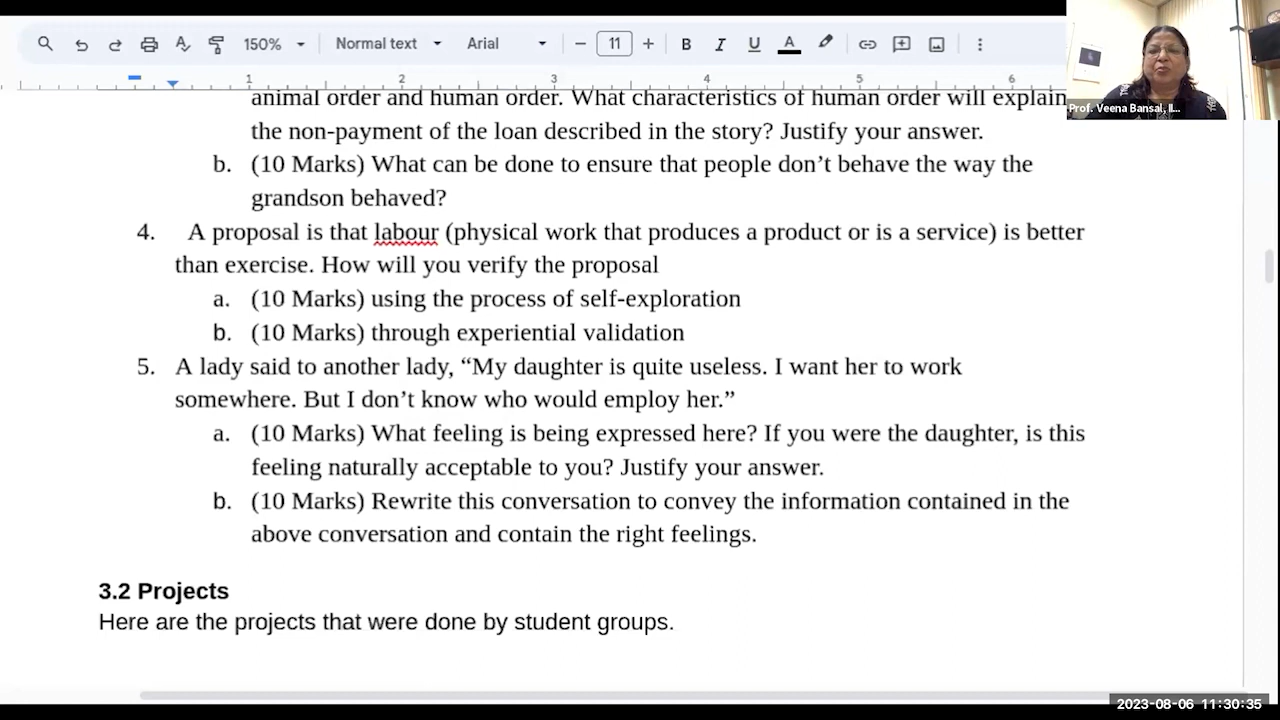 150%
Normal text
Arial
11
B
I
U
A
1
2
3
4
5
6
animal order and human order. What characteristics of human order will explain
the non-payment of the loan described in the story? Justify your answer.
b. (10 Marks) What can be done to ensure that people don’t behave the way the
grandson behaved?
4. A proposal is that labour (physical work that produces a product or is a service) is better
than exercise. How will you verify the proposal
a. (10 Marks) using the process of self-exploration
b. (10 Marks) through experiential validation
5. A lady said to another lady, “My daughter is quite useless. I want her to work
somewhere. But I don’t know who would employ her.”
a. (10 Marks) What feeling is being expressed here? If you were the daughter, is this
feeling naturally acceptable to you? Justify your answer.
b. (10 Marks) Rewrite this conversation to convey the information contained in the
above conversation and contain the right feelings.
3.2 Projects
Here are the projects that were done by student groups.
Prof. Veena Bansal, II...
2023-08-06 11:30:35